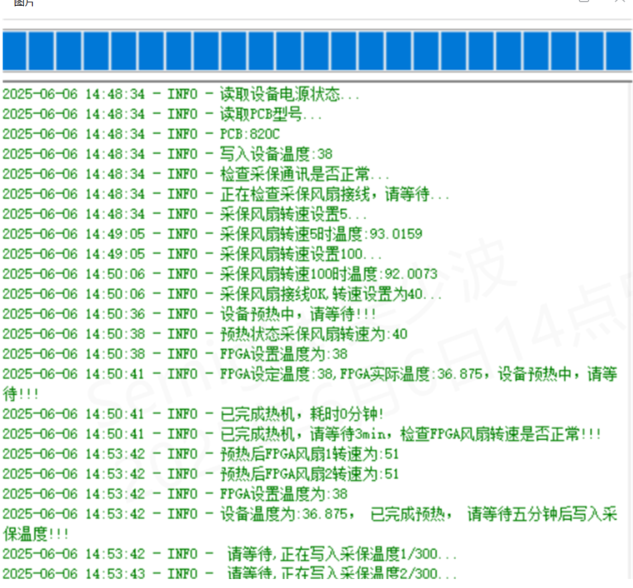 图片
2025-06-06 14:48:34 - INFO - 读取设备电源状态...
2025-06-06 14:48:34 - INFO - 读取PCB型号...
2025-06-06 14:48:34 - INFO - PCB:820C
2025-06-06 14:48:34 - INFO - 写入设备温度:38
2025-06-06 14:48:34 - INFO - 检查采保通讯是否正常...
2025-06-06 14:48:34 - INFO - 正在检查采保风扇接线，请等待...
2025-06-06 14:48:34 - INFO - 采保风扇转速设置5...
2025-06-06 14:49:05 - INFO - 采保风扇转速5时温度:93.0159
2025-06-06 14:49:05 - INFO - 采保风扇转速设置100...
2025-06-06 14:50:06 - INFO - 采保风扇转速100时温度:92.0073
2025-06-06 14:50:06 - INFO - 采保风扇接线OK,转速设置为40...
2025-06-06 14:50:36 - INFO - 设备预热中，请等待!!!
2025-06-06 14:50:38 - INFO - 预热状态采保风扇转速为:40
2025-06-06 14:50:38 - INFO - FPGA设置温度为:38
2025-06-06 14:50:41 - INFO - FPGA设定温度:38,FPGA实际温度:36.875，设备预热中，请等
待!!!
2025-06-06 14:50:41 - INFO - 已完成热机，耗时0分钟!
2025-06-06 14:50:41 - INFO - 已完成热机，请等待3min，检查FPGA风扇转速是否正常!!!
2025-06-06 14:53:42 - INFO - 预热后FPGA风扇1转速为:51
2025-06-06 14:53:42 - INFO - 预热后FPGA风扇2转速为:51
2025-06-06 14:53:42 - INFO - FPGA设置温度为:38
2025-06-06 14:53:42 - INFO - 设备温度为:36.875， 已完成预热， 请等待五分钟后写入采
保温度!!!
2025-06-06 14:53:42 - INFO - 请等待,正在写入采保温度1/300...
2025-06-06 14:53:43 - INFO - 请等待,正在写入采保温度2/300...